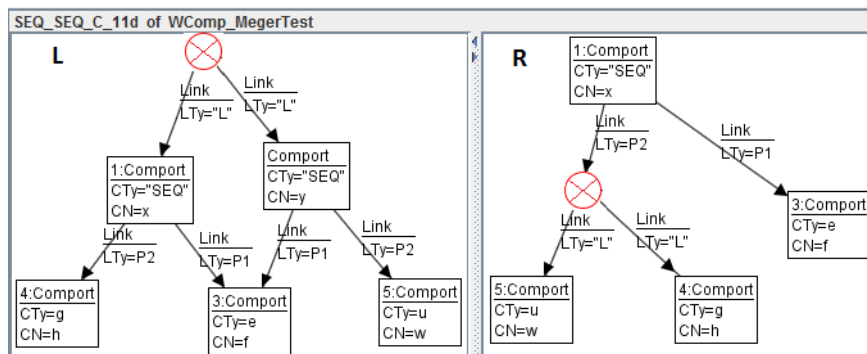 SEQ_SEQ_C_11d of WComp_MegerTest
L
Link
LTy="L"
Link
LTy="L"
1:Comport
CTy="SEQ"
CN=x
Comport
CTy="SEQ"
CN=y
Link
LTy=P2
Link
LTy=P1
Link
LTy=P1
Link
LTy=P2
4:Comport
CTy=g
CN=h
3:Comport
CTy=e
CN=f
5:Comport
CTy=u
CN=w
R
1:Comport
CTy="SEQ"
CN=x
Link
LTy=P2
Link
LTy=P1
Link
LTy="L"
Link
LTy="L"
3:Comport
CTy=e
CN=f
5:Comport
CTy=u
CN=w
4:Comport
CTy=g
CN=h